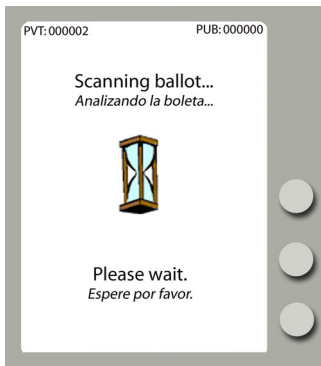 PVT: 000002 PUB: 000000
Scanning ballot...
Analizando la boleta...
Please wait.
Espere por favor.